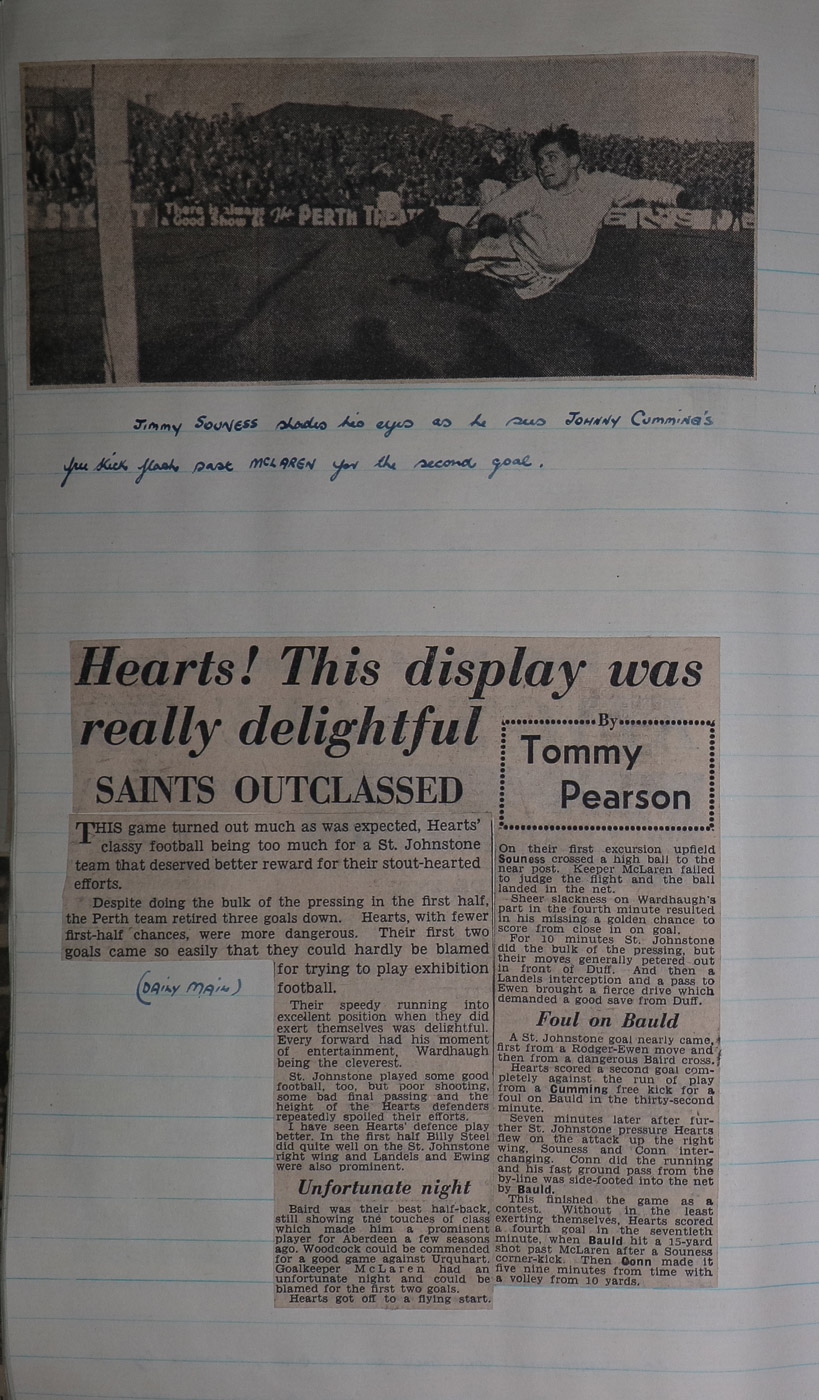 There is always
a Good Show at The PERTH THEATRE
Jimmy SOUNESS shades his eyes as he sees JOHNNY Cumming's
free kick flash past McLAREN for the second goal.
Hearts! This display was
really delightful
SAINTS OUTCLASSED
By
Tommy
Pearson
THIS game turned out much as was expected, Hearts'
classy football being too much for a St. Johnstone
team that deserved better reward for their stout-hearted
efforts.
Despite doing the bulk of the pressing in the first half,
the Perth team retired three goals down. Hearts, with fewer
first-half chances, were more dangerous. Their first two
goals came so easily that they could hardly be blamed
for trying to play exhibition
football.
(DAILY MAIL)
Their speedy running into
excellent position when they did
exert themselves was delightful.
Every forward had his moment
of entertainment, Wardhaugh
being the cleverest.
St. Johnstone played some good
football, too, but poor shooting,
some bad final passing and the
height of the Hearts defenders
repeatedly spoiled their efforts.
I have seen Hearts' defence play
better. In the first half Billy Steel
did quite well on the St. Johnstone
right wing and Landels and Ewing
were also prominent.
Unfortunate night
Baird was their best half-back,
still showing the touches of class
which made him a prominent
player for Aberdeen a few seasons
ago. Woodcock could be commended
for a good game against Urquhart.
Goalkeeper McLaren had an
unfortunate night and could be
blamed for the first two goals.
Hearts got off to a flying start.
On their first excursion upfield
Souness crossed a high ball to the
near post. Keeper McLaren failed
to judge the flight and the ball
landed in the net.
Sheer slackness on Wardhaugh's
part in the fourth minute resulted
in his missing a golden chance to
score from close in on goal.
For 10 minutes St. Johnstone
did the bulk of the pressing, but
their moves generally petered out
in front of Duff. And then a
Landels interception and a pass to
Ewen brought a fierce drive which
demanded a good save from Duff.
Foul on Bauld
A St. Johnstone goal nearly came,
first from a Rodger-Ewen move and
then from a dangerous Baird cross.
Hearts scored a second goal com-
pletely against the run of play
from a Cumming free kick for a
foul on Bauld in the thirty-second
minute.
Seven minutes later after fur-
ther St. Johnstone pressure Hearts
flew on the attack up the right
wing, Souness and Conn inter-
changing. Conn did the running
and his fast ground pass from the
by-line was side-footed into the net
by Bauld.
This finished the game as a
contest. Without in the least
exerting themselves, Hearts scored
a fourth goal in the seventieth
minute, when Bauld hit a 15-yard
shot past McLaren after a Souness
corner-kick. Then Conn made it
five nine minutes from time with
a volley from 10 yards.